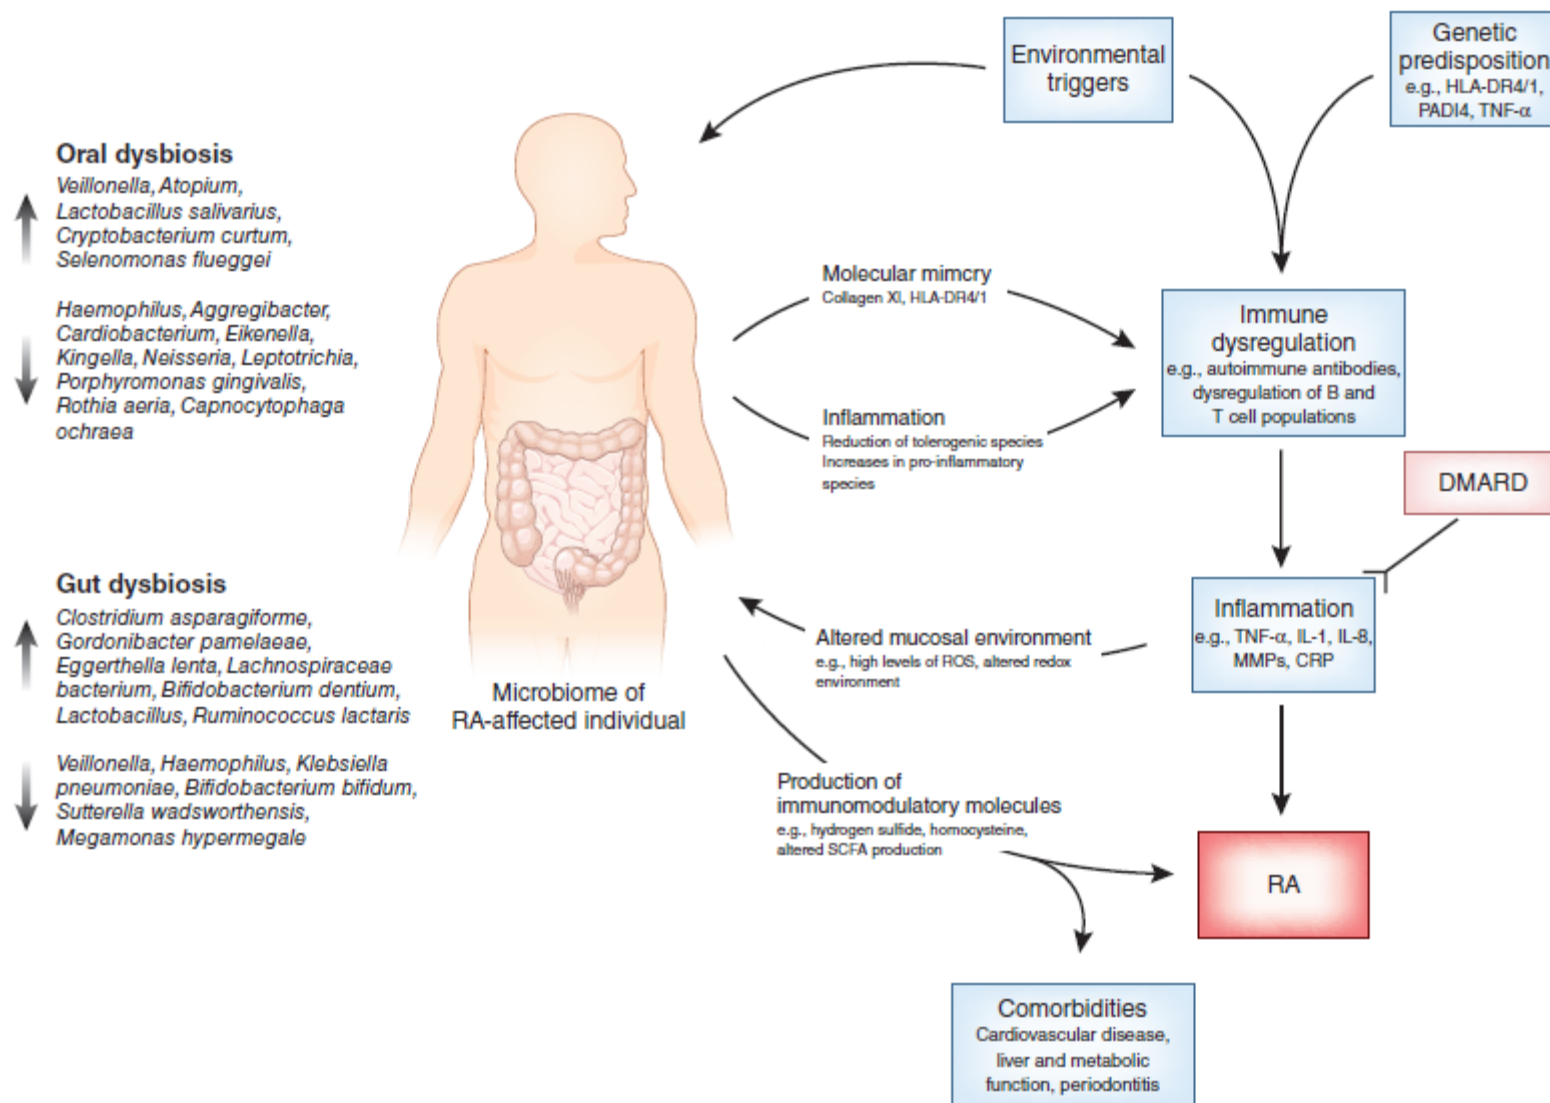 Environmental
triggers
Genetic
predisposition
e.g., HLA-DR4/1,
PADI4, TNF-α
Oral dysbiosis
Veillonella, Atopium,
Lactobacillus salivarius,
Cryptobacterium curtum,
Selenomonas flueggei
Haemophilus, Aggregibacter,
Cardiobacterium, Eikenella,
Kingella, Neisseria, Leptotrichia,
Porphyromonas gingivalis,
Rothia aeria, Capnocytophaga
ochraea
Gut dysbiosis
Clostridium asparagiforme,
Gordonibacter pamelaeae,
Eggerthella lenta, Lachnospiraceae
bacterium, Bifidobacterium dentium,
Lactobacillus, Ruminococcus lactaris
Veillonella, Haemophilus, Klebsiella
pneumoniae, Bifidobacterium bifidum,
Sutterella wadsworthensis,
Megamonas hypermegale
Microbiome of
RA-affected individual
Molecular mimcry
Collagen XI, HLA-DR4/1
Inflammation
Reduction of tolerogenic species
Increases in pro-inflammatory
species
Immune
dysregulation
e.g., autoimmune antibodies,
dysregulation of B and
T cell populations
DMARD
Inflammation
e.g., TNF-α, IL-1, IL-8,
MMPs, CRP
Altered mucosal environment
e.g., high levels of ROS, altered redox
environment
Production of
immunomodulatory molecules
e.g., hydrogen sulfide, homocysteine,
altered SCFA production
RA
Comorbidities
Cardiovascular disease,
liver and metabolic
function, periodontitis